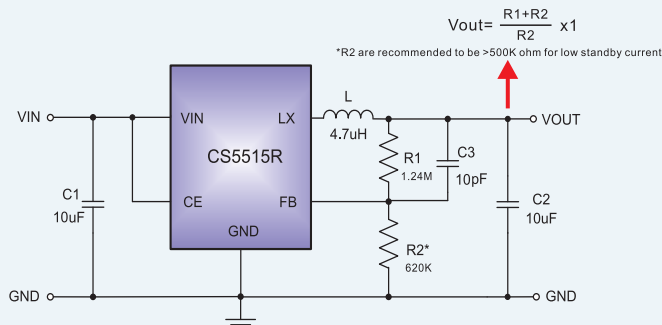 Vout= R1+R2 / R2 x1
*R2 are recommended to be >500K ohm for low standby current
VIN
VIN
LX
L
4.7uH
VOUT
CS5515R
R1
1.24M
C3
10pF
C1
10uF
CE
FB
C2
10uF
GND
R2*
620K
GND
GND